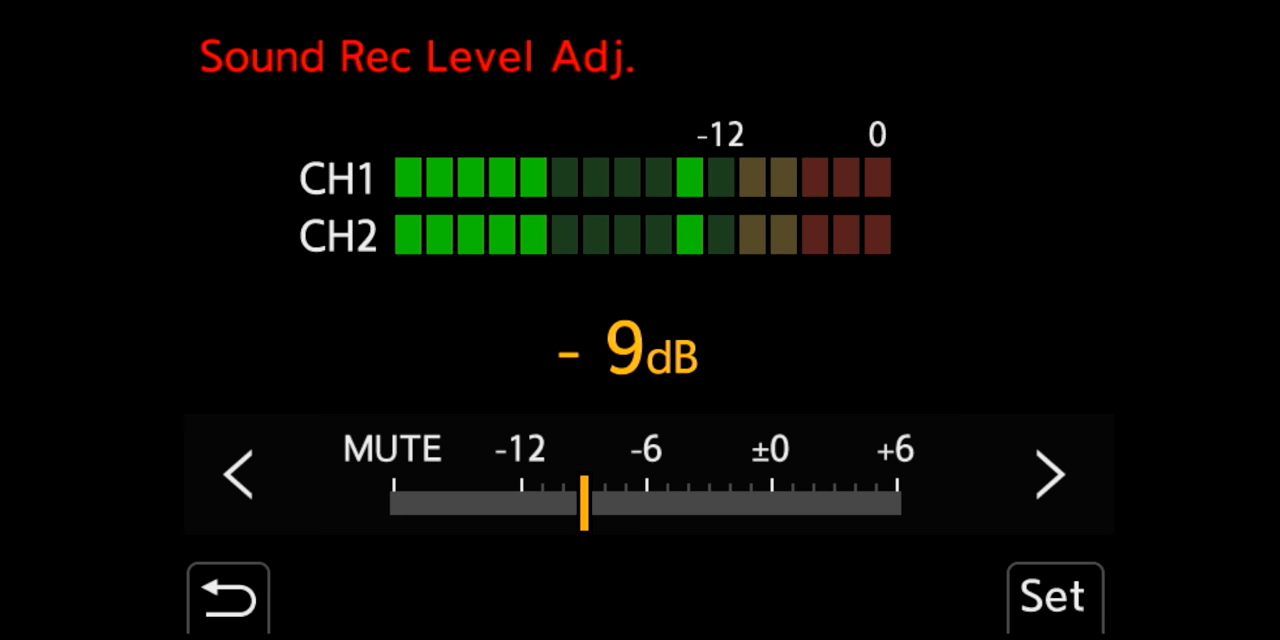 Sound Rec Level Adj.
-12 0
CH1
CH2
- 9dB
MUTE -12 -6 ±0 +6
Set